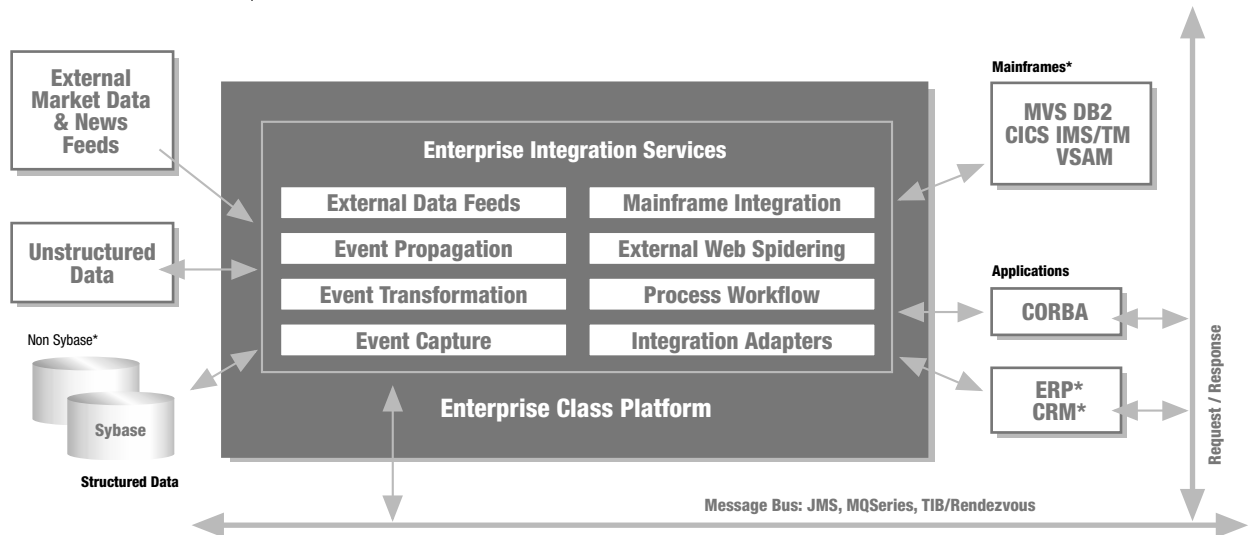 External
Market Data
& News
Feeds
Unstructured
Data
Non Sybase*
Sybase
Structured Data
Enterprise Integration Services
External Data Feeds
Mainframe Integration
Event Propagation
External Web Spidering
Event Transformation
Process Workflow
Event Capture
Integration Adapters
Enterprise Class Platform
Mainframes*
MVS DB2
CICS IMS/TM
VSAM
Applications
CORBA
ERP*
CRM*
Request / Response
Message Bus: JMS, MQSeries, TIB/Rendezvous